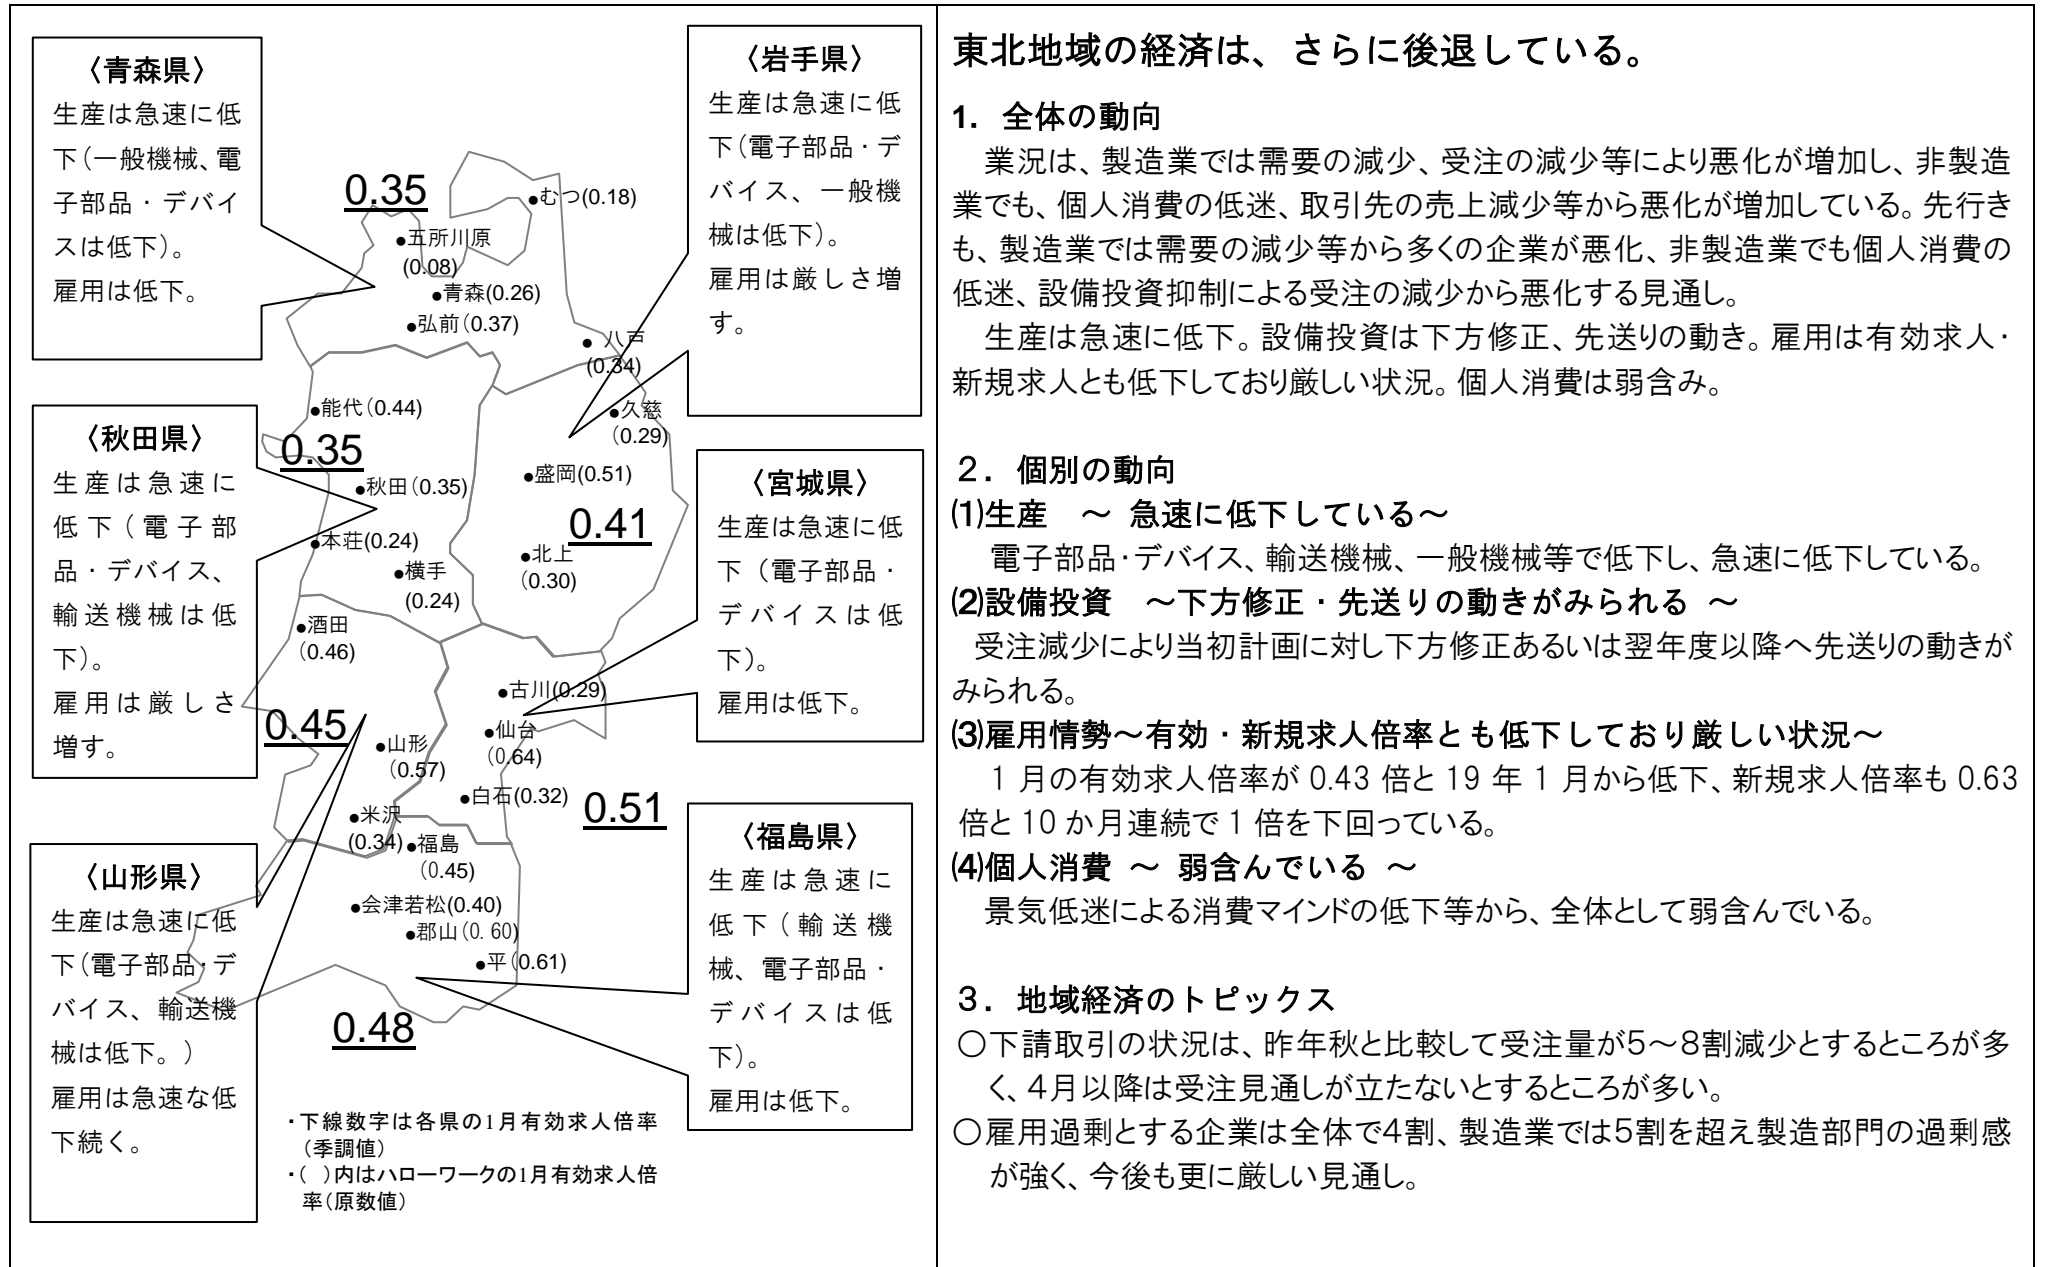 〈青森県〉
生産は急速に低
下（一般機械、電
子部品・デバイ
スは低下）。
雇用は低下。
〈岩手県〉
生産は急速に低
下（電子部品・デ
バイス、一般機
械は低下）。
雇用は厳しさ増
す。
〈秋田県〉
生産は急速に
低下（電子部
品・デバイス、
輸送機械は低
下）。
雇用は厳しさ
増す。
〈宮城県〉
生産は急速に低
下（電子部品・
デバイスは低
下）。
雇用は低下。
〈山形県〉
生産は急速に低
下（電子部品・デ
バイス、輸送機
械は低下。）
雇用は急速な低
下続く。
〈福島県〉
生産は急速に
低下（輸送機
械、電子部品・
デバイスは低
下）。
雇用は低下。
0.35
●むつ(0.18)
●五所川原
(0.08)
●青森(0.26)
●弘前(0.37)
● 八戸
(0.34)
●能代(0.44)
0.35
●秋田(0.35)
●本荘(0.24)
●横手
(0.24)
●久慈
(0.29)
●盛岡(0.51)
0.41
●北上
(0.30)
●酒田
(0.46)
0.45
●山形
(0.57)
●米沢
(0.34)
●古川(0.29)
●仙台
(0.64)
●白石(0.32)
0.51
●福島
(0.45)
●会津若松(0.40)
●郡山(0.60)
●平(0.61)
0.48
・下線数字は各県の1月有効求人倍率
（季調値）
・（ ）内はハローワークの1月有効求人倍
率（原数値）
東北地域の経済は、さらに後退している。
1. 全体の動向
業況は、製造業では需要の減少、受注の減少等により悪化が増加し、非製造
業でも、個人消費の低迷、取引先の売上減少等から悪化が増加している。先行き
も、製造業では需要の減少等から多くの企業が悪化、非製造業でも個人消費の
低迷、設備投資抑制による受注の減少から悪化する見通し。
生産は急速に低下。設備投資は下方修正、先送りの動き。雇用は有効求人・
新規求人とも低下しており厳しい状況。個人消費は弱含み。
２．個別の動向
⑴生産 ～ 急速に低下している～
電子部品・デバイス、輸送機械、一般機械等で低下し、急速に低下している。
⑵設備投資 ～下方修正・先送りの動きがみられる ～
受注減少により当初計画に対し下方修正あるいは翌年度以降へ先送りの動きが
みられる。
⑶雇用情勢～有効・新規求人倍率とも低下しており厳しい状況～
1 月の有効求人倍率が 0.43 倍と 19 年 1 月から低下、新規求人倍率も 0.63
倍と 10 か月連続で 1 倍を下回っている。
⑷個人消費 ～ 弱含んでいる ～
景気低迷による消費マインドの低下等から、全体として弱含んでいる。
３．地域経済のトピックス
○下請取引の状況は、昨年秋と比較して受注量が５～８割減少とするところが多
く、４月以降は受注見通しが立たないとするところが多い。
○雇用過剰とする企業は全体で４割、製造業では５割を超え製造部門の過剰感
が強く、今後も更に厳しい見通し。